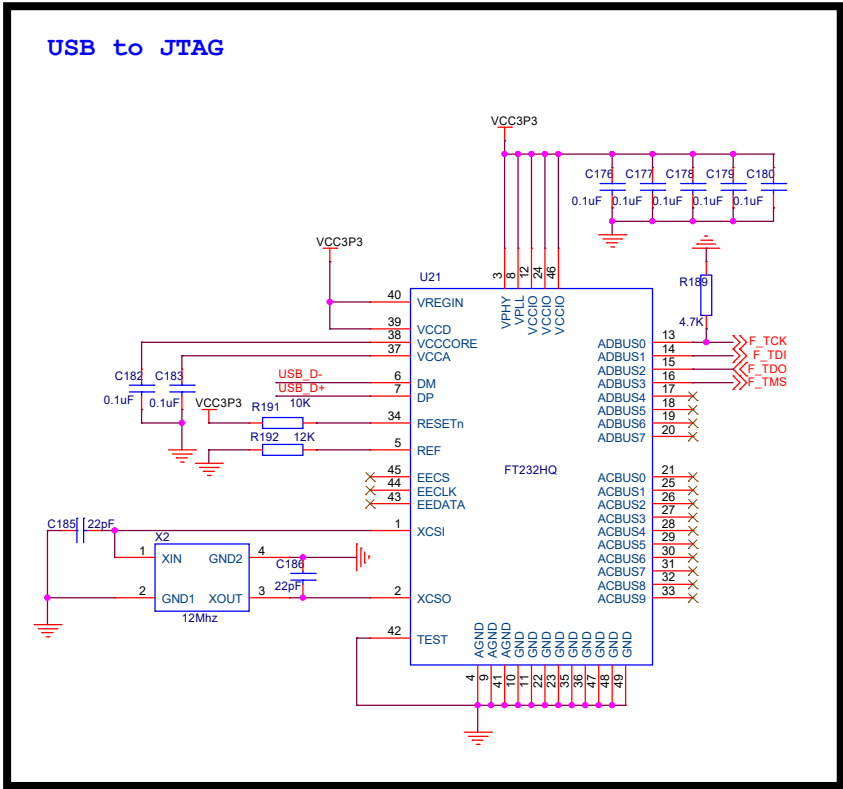 USB to JTAG
VCC3P3
C176 C177 C178 C179 C180
0.1uF 0.1uF 0.1uF 0.1uF 0.1uF
VCC3P3
U21
R189
4.7K
3 8 12 24 46
VPHY VPLL VCCIO VCCIO VCCIO
40 VREGIN
39 VCCD
38 VCCCORE
37 VCCA
USB_D- 6 DM
USB_D+ 7 DP
C182 C183
0.1uF 0.1uF
VCC3P3 R191 10K 34 RESETn
R192 12K 5 REF
45 EECS
44 EECLK
43 EEDATA
1 XCSI
2 XCSO
42 TEST
FT232HQ
ADBUS0 13 F_TCK
ADBUS1 14 F_TDI
ADBUS2 15 F_TDO
ADBUS3 16 F_TMS
ADBUS4 17
ADBUS5 18
ADBUS6 19
ADBUS7 20
ACBUS0 21
ACBUS1 25
ACBUS2 26
ACBUS3 27
ACBUS4 28
ACBUS5 29
ACBUS6 30
ACBUS7 31
ACBUS8 32
ACBUS9 33
C185 22pF
X2
1 XIN GND2 4
2 GND1 XOUT 3
12Mhz
C186
22pF
AGND AGND AGND GND GND GND GND GND GND GND GND GND
4 9 41 10 11 22 23 35 36 47 48 49